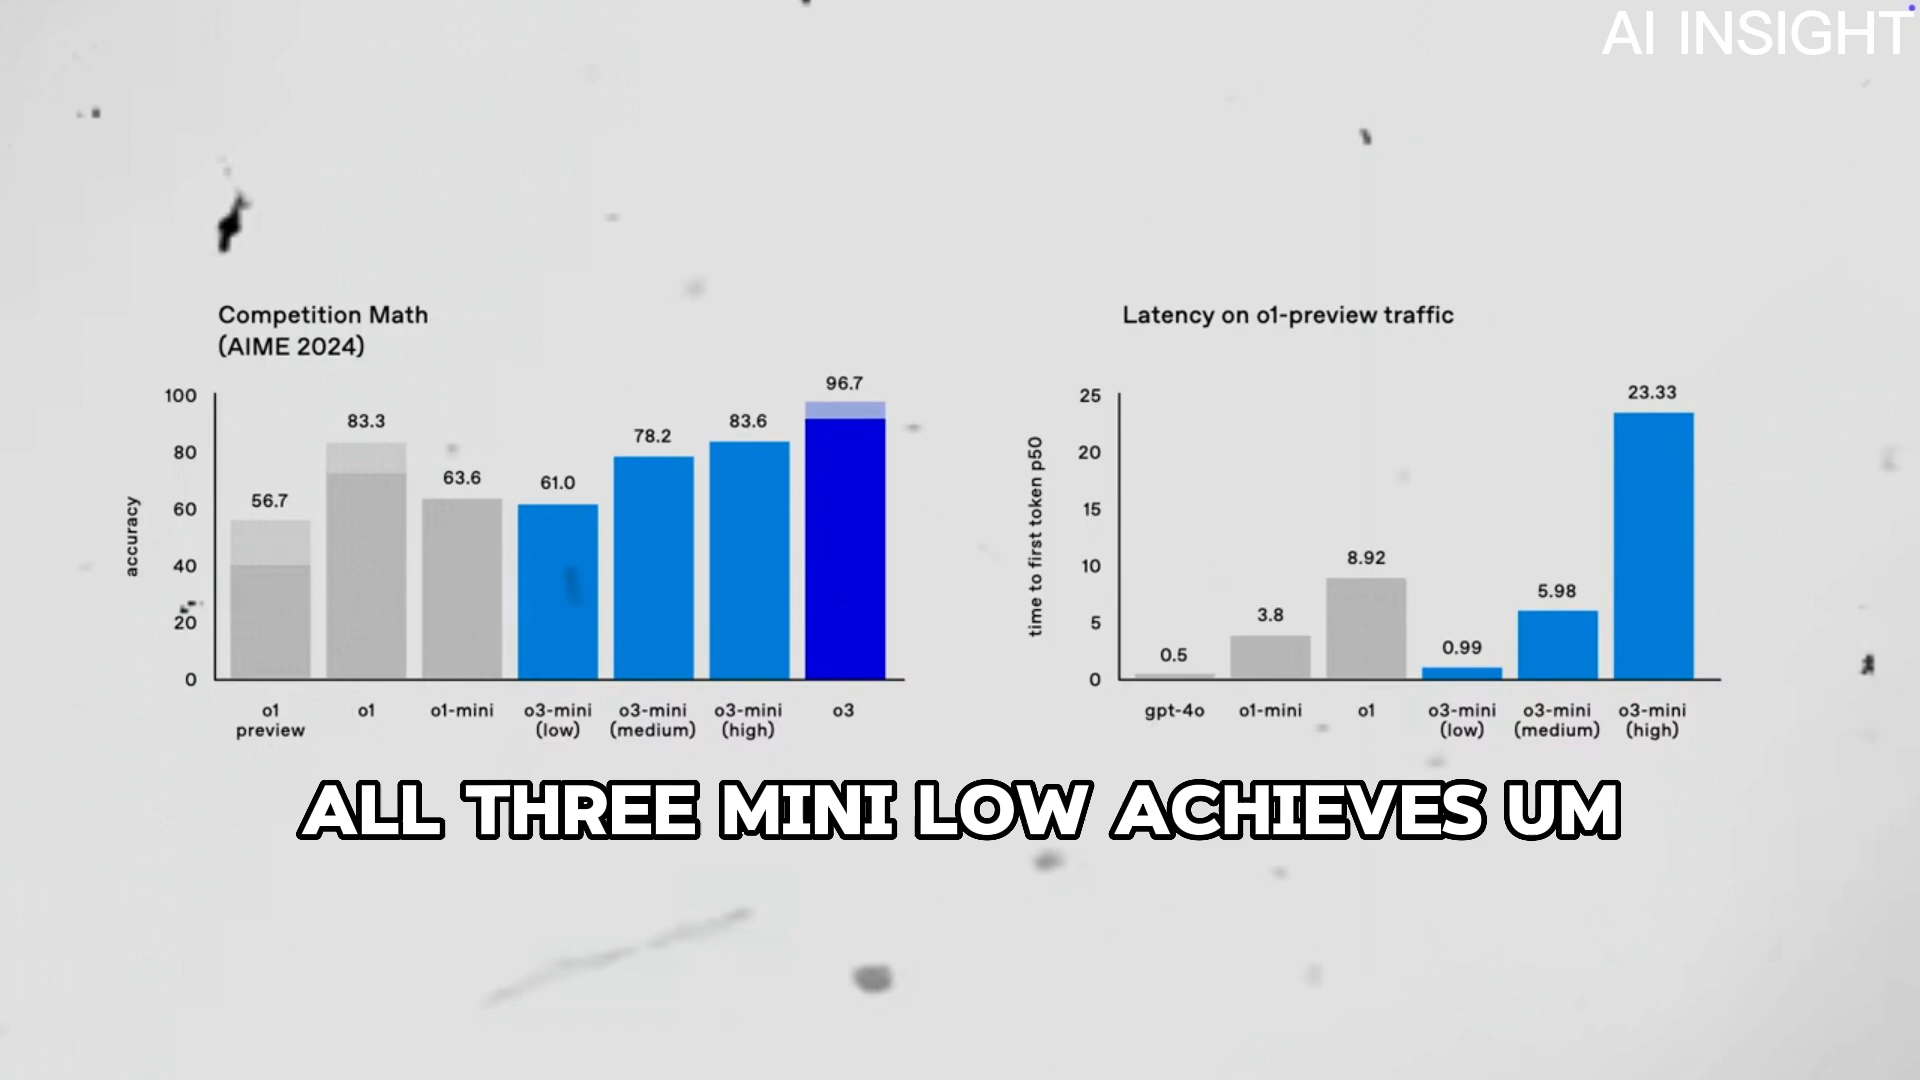 AI INSIGHT
Competition Math
(AIME 2024)
accuracy
100
80
60
40
20
0
56.7
83.3
63.6
61.0
78.2
83.6
96.7
o1
preview
o1
o1-mini
o3-mini
(low)
o3-mini
(medium)
o3-mini
(high)
o3
Latency on o1-preview traffic
time to first token p50
25
20
15
10
5
0
0.5
3.8
8.92
0.99
5.98
23.33
gpt-4o
o1-mini
o1
o3-mini
(low)
o3-mini
(medium)
o3-mini
(high)
ALL THREE MINI LOW ACHIEVES UM